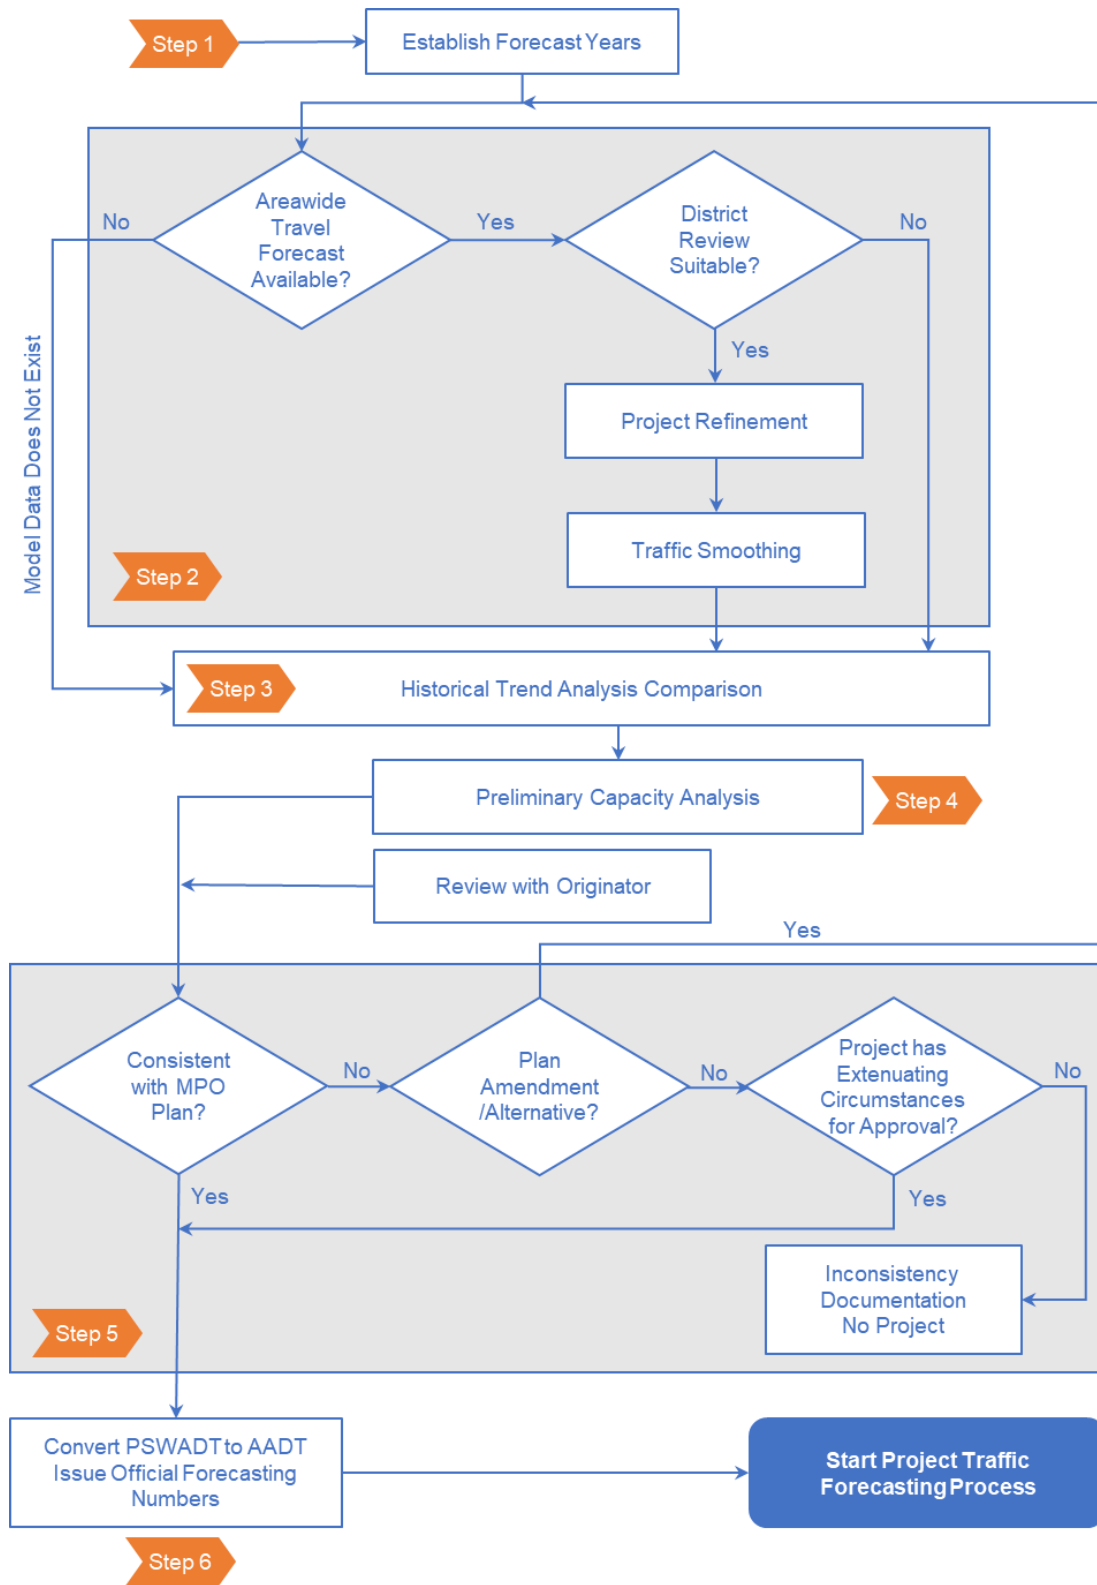 Step 1
Establish Forecast Years
Areawide
Travel
Forecast
Available?
No
Yes
District
Review
Suitable?
No
Yes
Model Data Does Not Exist
Project Refinement
Traffic Smoothing
Step 2
Step 3
Historical Trend Analysis Comparison
Preliminary Capacity Analysis
Step 4
Review with Originator
Yes
Consistent
with MPO
Plan?
No
Plan
Amendment
/Alternative?
No
Project has
Extenuating
Circumstances
for Approval?
No
Yes
Yes
Inconsistency
Documentation
No Project
Step 5
Convert PSWADT to AADT
Issue Official Forecasting
Numbers
Start Project Traffic
Forecasting Process
Step 6